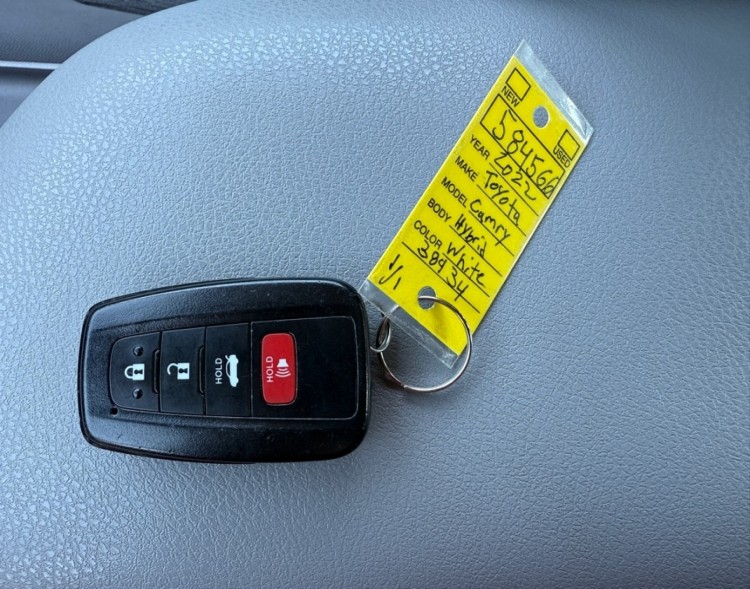 NEW
USED
584566
YEAR 2022
MAKE Toyota
MODEL Camry
BODY Hybrid
COLOR White
38934
1/1
HOLD
HOLD